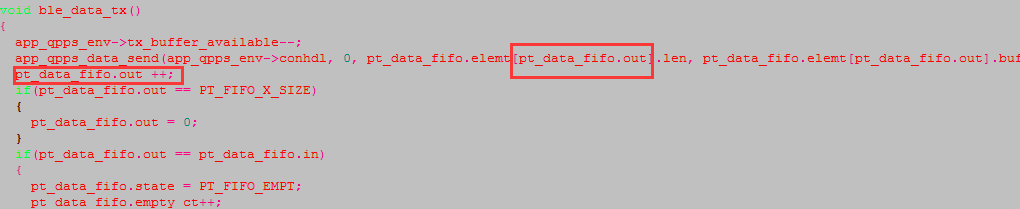 void ble_data_tx()
{
app_qpps_env->tx_buffer_available--;
app_qpps_data_send(app_qpps_env->conhdl, 0, pt_data_fifo.elemt[pt_data_fifo.out].len, pt_data_fifo.elemt[pt_data_fifo.out].buf
pt_data_fifo.out ++;
if(pt_data_fifo.out == PT_FIFO_X_SIZE)
{
pt_data_fifo.out = 0;
}
if(pt_data_fifo.out == pt_data_fifo.in)
{
pt_data_fifo.state = PT_FIFO_EMPT;
pt_data_fifo.empty_ct++;